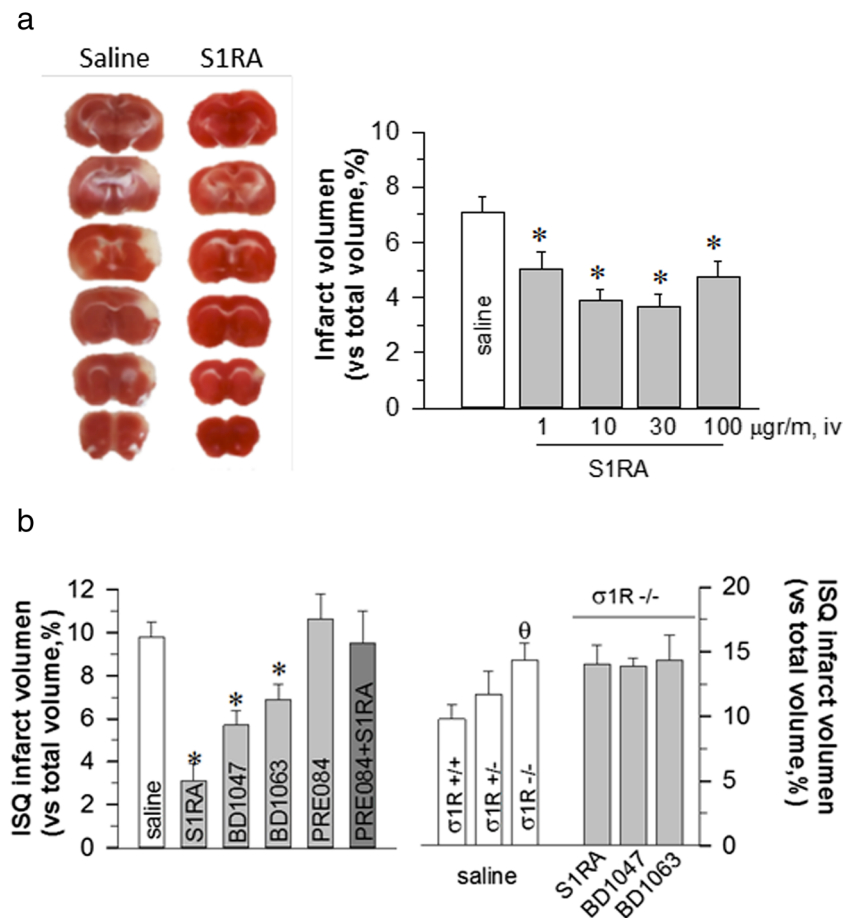 a
Saline S1RA
Infarct volumen
(vs total volume,%)
10
8
6
4
2
0
saline
*
*
*
*
1 10 30 100 μgr/m, iv
S1RA
b
ISQ infarct volumen
(vs total volume,%)
12
10
8
6
4
2
0
saline
S1RA
BD1047
BD1063
PRE084
PRE084+S1RA
*
*
*
σ1R +/+
σ1R +/-
σ1R -/-
θ
saline
σ1R -/-
S1RA
BD1047
BD1063
20
15
10
5
0
ISQ infarct volumen
(vs total volume,%)